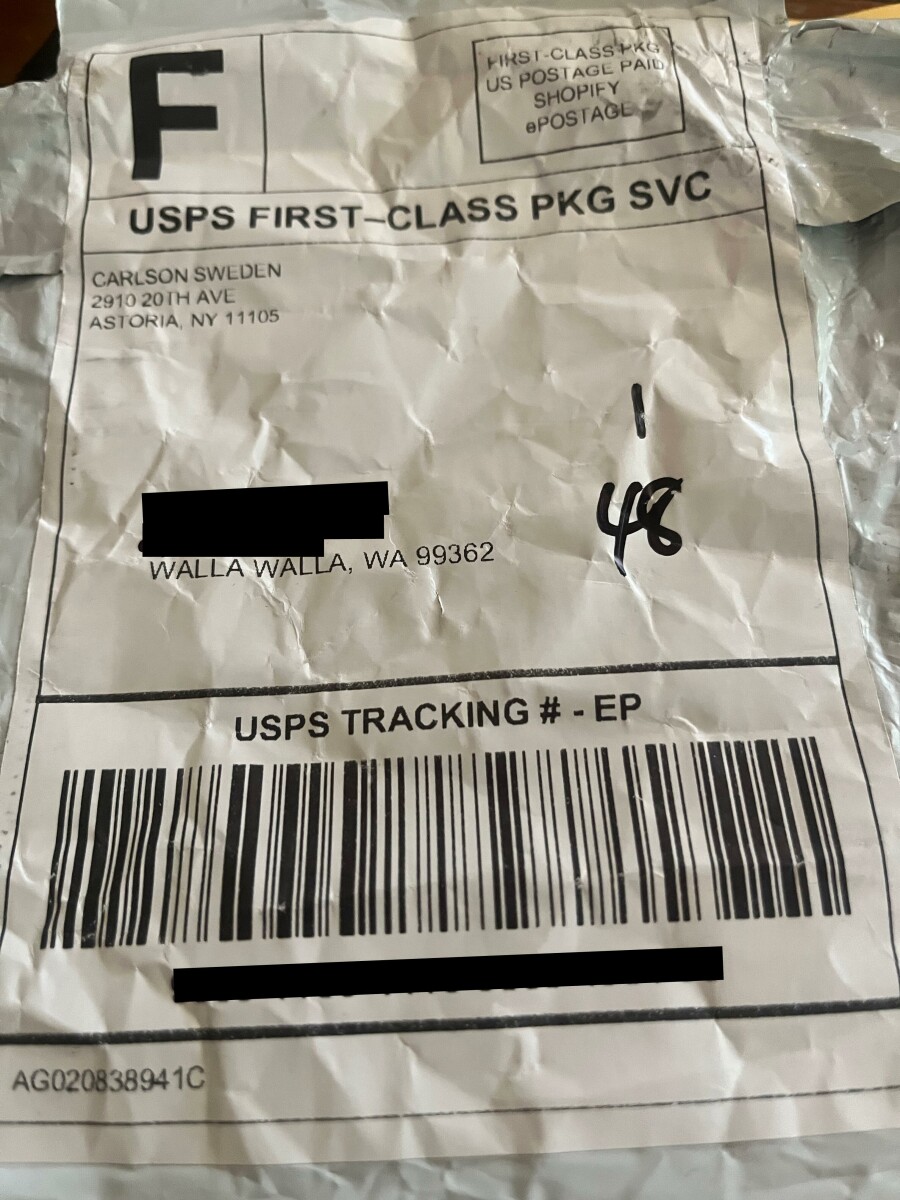 F
FIRST-CLASS PKG
US POSTAGE PAID
SHOPIFY
ePOSTAGE
USPS FIRST-CLASS PKG SVC
CARLSON SWEDEN
2910 20TH AVE
ASTORIA, NY 11105
1
48
WALLA WALLA, WA 99362
USPS TRACKING # - EP
AG020838941C